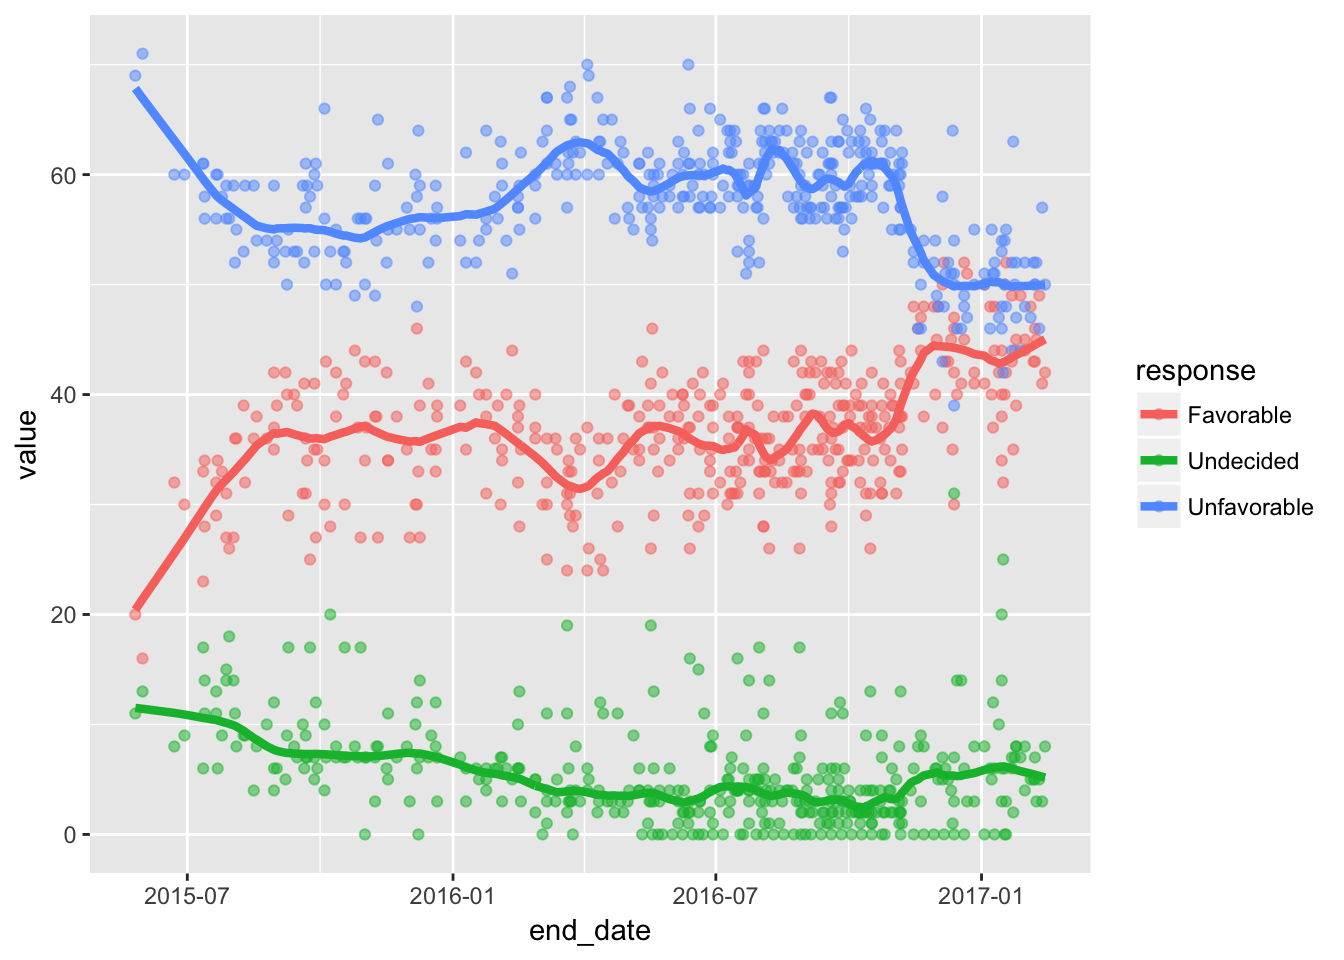 60
40
20
0
value
2015-07 2016-01 2016-07 2017-01
end_date
response
Favorable
Undecided
Unfavorable